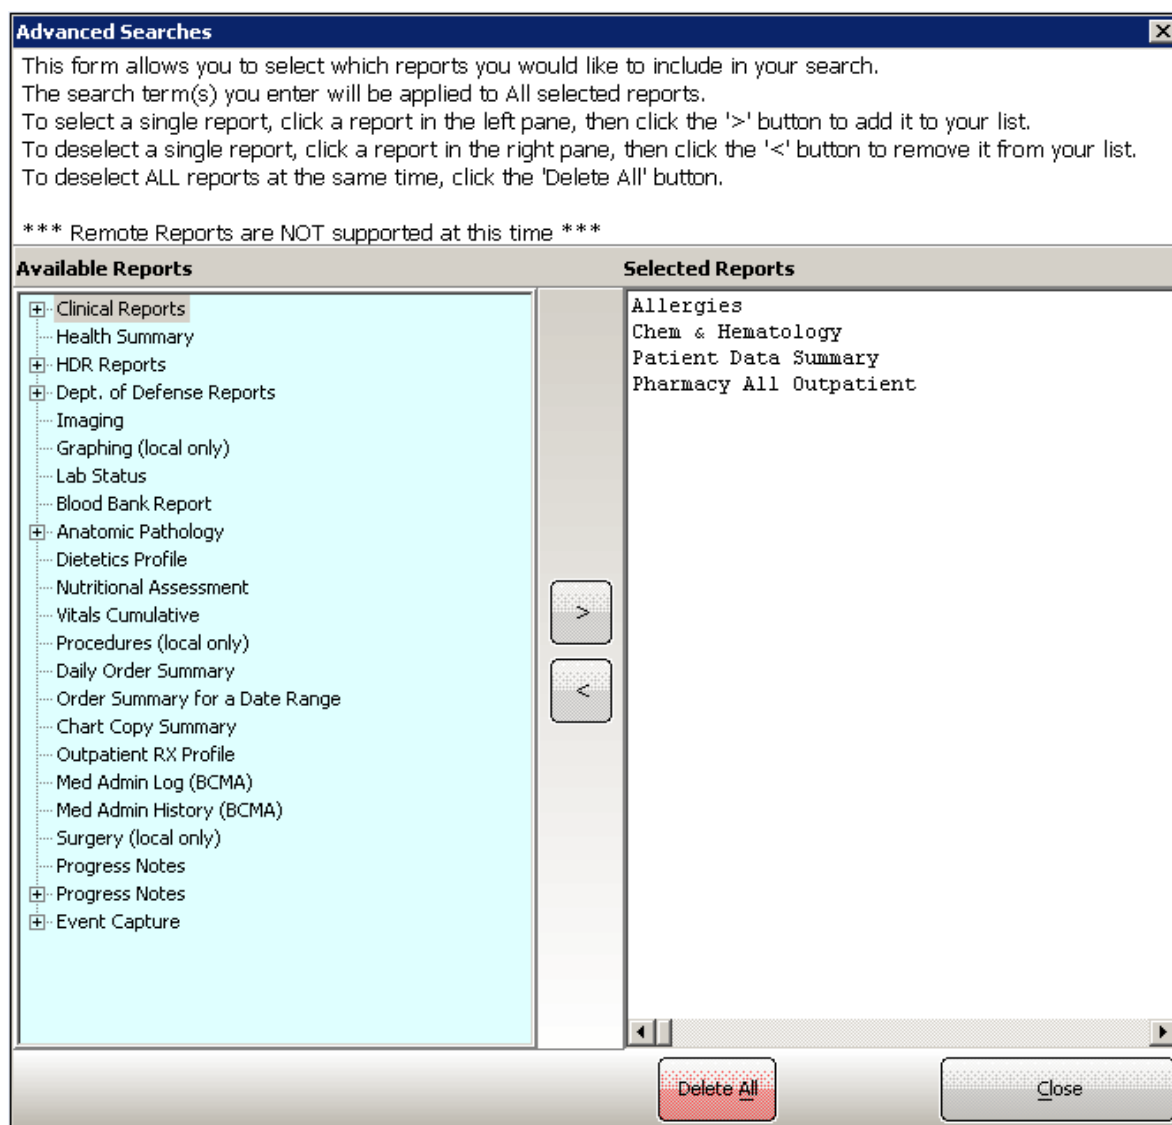 Advanced Searches
This form allows you to select which reports you would like to include in your search.
The search term(s) you enter will be applied to All selected reports.
To select a single report, click a report in the left pane, then click the '>' button to add it to your list.
To deselect a single report, click a report in the right pane, then click the '<' button to remove it from your list.
To deselect ALL reports at the same time, click the 'Delete All' button.
*** Remote Reports are NOT supported at this time ***
Available Reports
Clinical Reports
Health Summary
HDR Reports
Dept. of Defense Reports
Imaging
Graphing (local only)
Lab Status
Blood Bank Report
Anatomic Pathology
Dietetics Profile
Nutritional Assessment
Vitals Cumulative
Procedures (local only)
Daily Order Summary
Order Summary for a Date Range
Chart Copy Summary
Outpatient RX Profile
Med Admin Log (BCMA)
Med Admin History (BCMA)
Surgery (local only)
Progress Notes
Progress Notes
Event Capture
>
<
Selected Reports
Allergies
Chem & Hematology
Patient Data Summary
Pharmacy All Outpatient
Delete All
Close